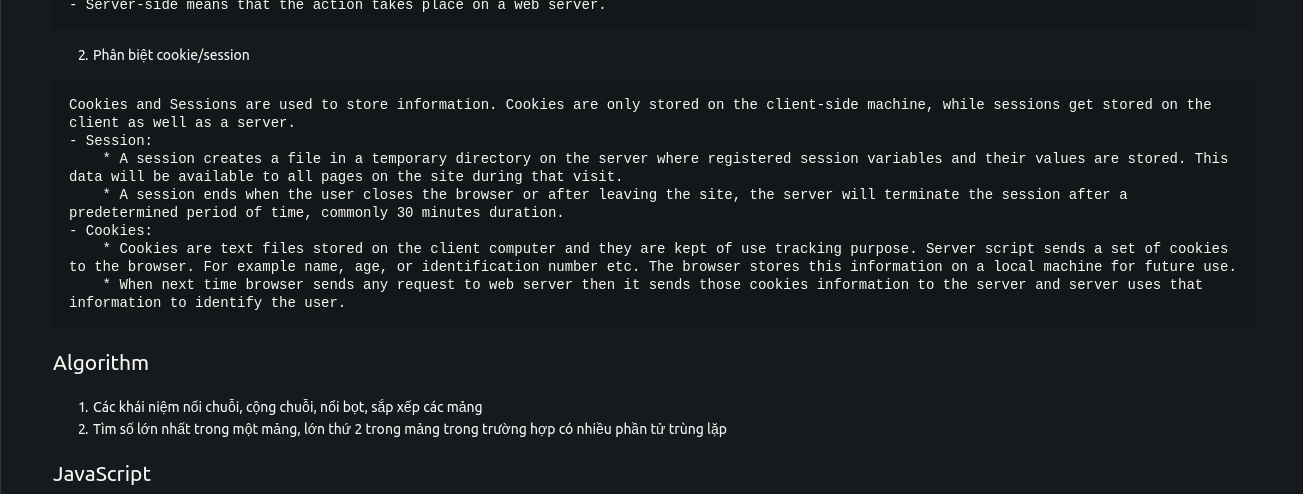 - Server-side means that the action takes place on a web server.
2. Phân biệt cookie/session
Cookies and Sessions are used to store information. Cookies are only stored on the client-side machine, while sessions get stored on the
client as well as a server.
- Session:
* A session creates a file in a temporary directory on the server where registered session variables and their values are stored. This
data will be available to all pages on the site during that visit.
* A session ends when the user closes the browser or after leaving the site, the server will terminate the session after a
predetermined period of time, commonly 30 minutes duration.
- Cookies:
* Cookies are text files stored on the client computer and they are kept of use tracking purpose. Server script sends a set of cookies
to the browser. For example name, age, or identification number etc. The browser stores this information on a local machine for future use.
* When next time browser sends any request to web server then it sends those cookies information to the server and server uses that
information to identify the user.
Algorithm
1. Các khái niệm nối chuỗi, cộng chuỗi, nổi bọt, sắp xếp các mảng
2. Tìm số lớn nhất trong một mảng, lớn thứ 2 trong mảng trong trường hợp có nhiều phần tử trùng lặp
JavaScript